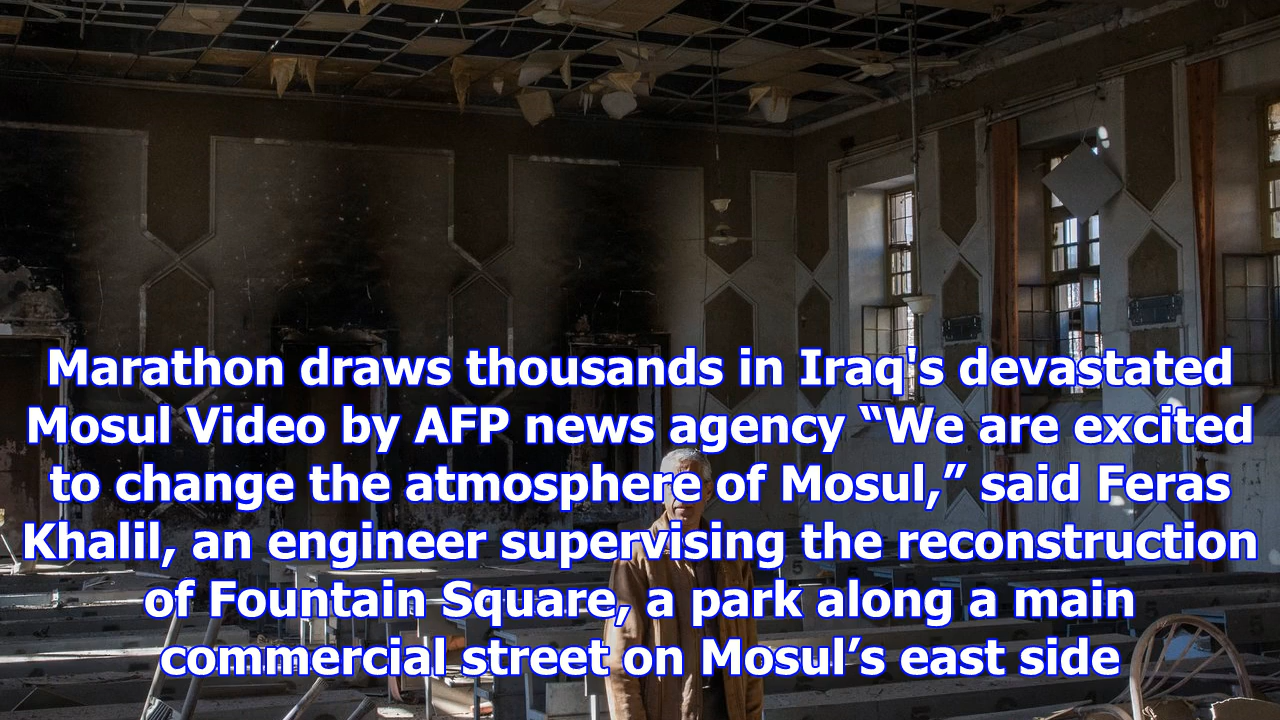 Marathon draws thousands in Iraq's devastated
Mosul Video by AFP news agency “We are excited
to change the atmosphere of Mosul,” said Feras
Khalil, an engineer supervising the reconstruction
of Fountain Square, a park along a main
commercial street on Mosul’s east side